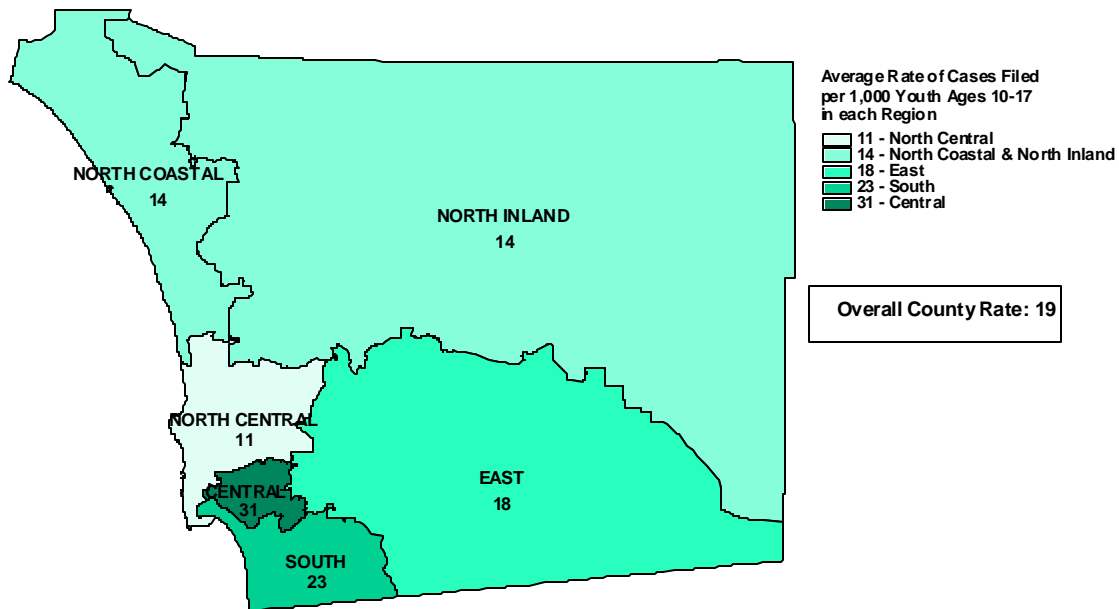 Average Rate of Cases Filed
per 1,000 Youth Ages 10-17
in each Region
11 - North Central
14 - North Coastal & North Inland
18 - East
23 - South
31 - Central
NORTH COASTAL
14
NORTH INLAND
14
Overall County Rate: 19
NORTH CENTRAL
11
EAST
18
CENTRAL
31
SOUTH
23